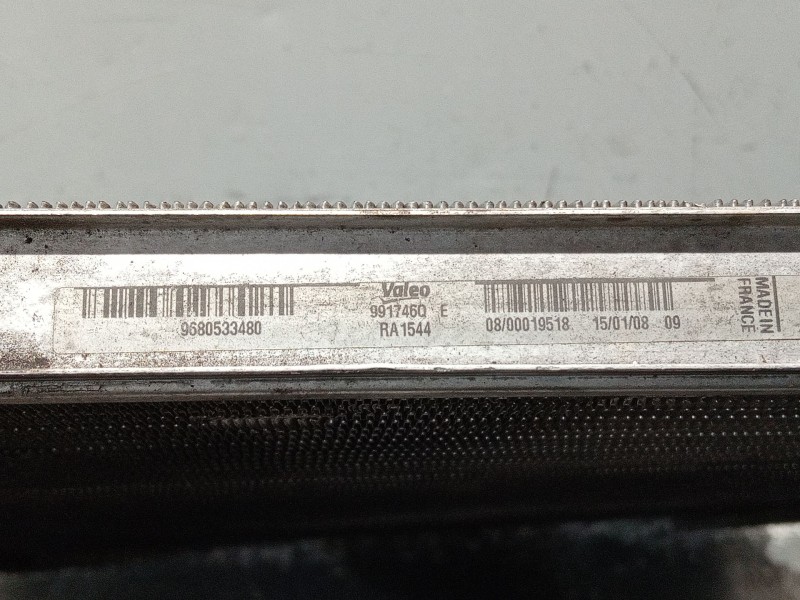 Valeo
991746Q E
9680533480
RA1544
08/00019518 15/01/08 09
MADE IN
FRANCE